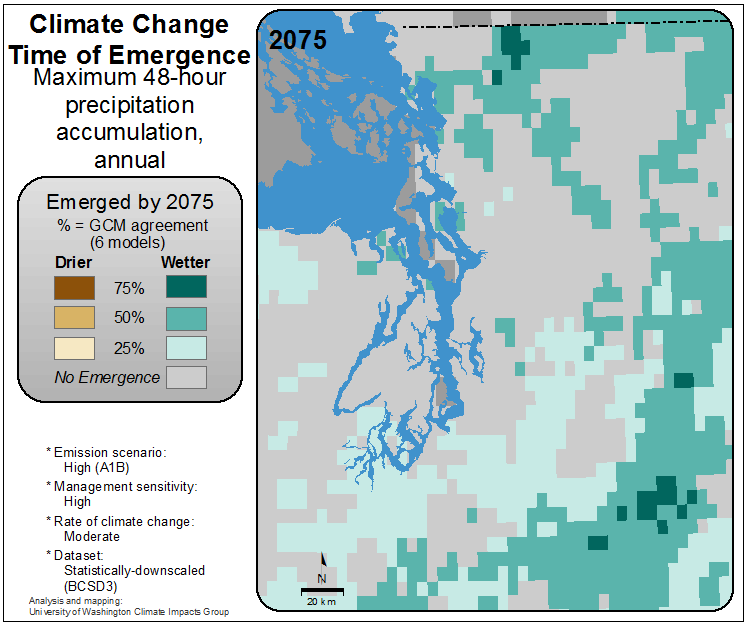 Climate Change
Time of Emergence
Maximum 48-hour
precipitation
accumulation,
annual
Emerged by 2075
% = GCM agreement
(6 models)
Drier Wetter
75%
50%
25%
No Emergence
* Emission scenario:
High (A1B)
* Management sensitivity:
High
* Rate of climate change:
Moderate
* Dataset:
Statistically-downscaled
(BCSD3)
Analysis and mapping:
University of Washington Climate Impacts Group
2075
N
20 km